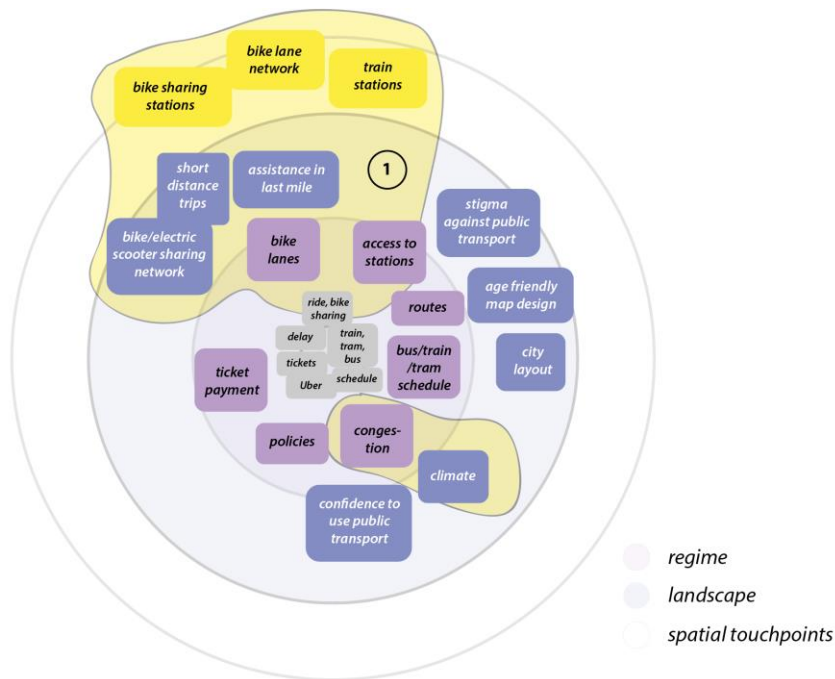 bike lane
network
train
stations
bike sharing
stations
short
distance
trips
assistance in
last mile
1
stigma
against public
transport
bike/electric
scooter sharing
network
bike
lanes
access to
stations
age friendly
map design
ride, bike
sharing
routes
delay
train,
tram,
bus
tickets
Uber
schedule
bus/train
/tram
schedule
city
layout
ticket
payment
policies
conges-
tion
climate
confidence to
use public
transport
regime
landscape
spatial touchpoints